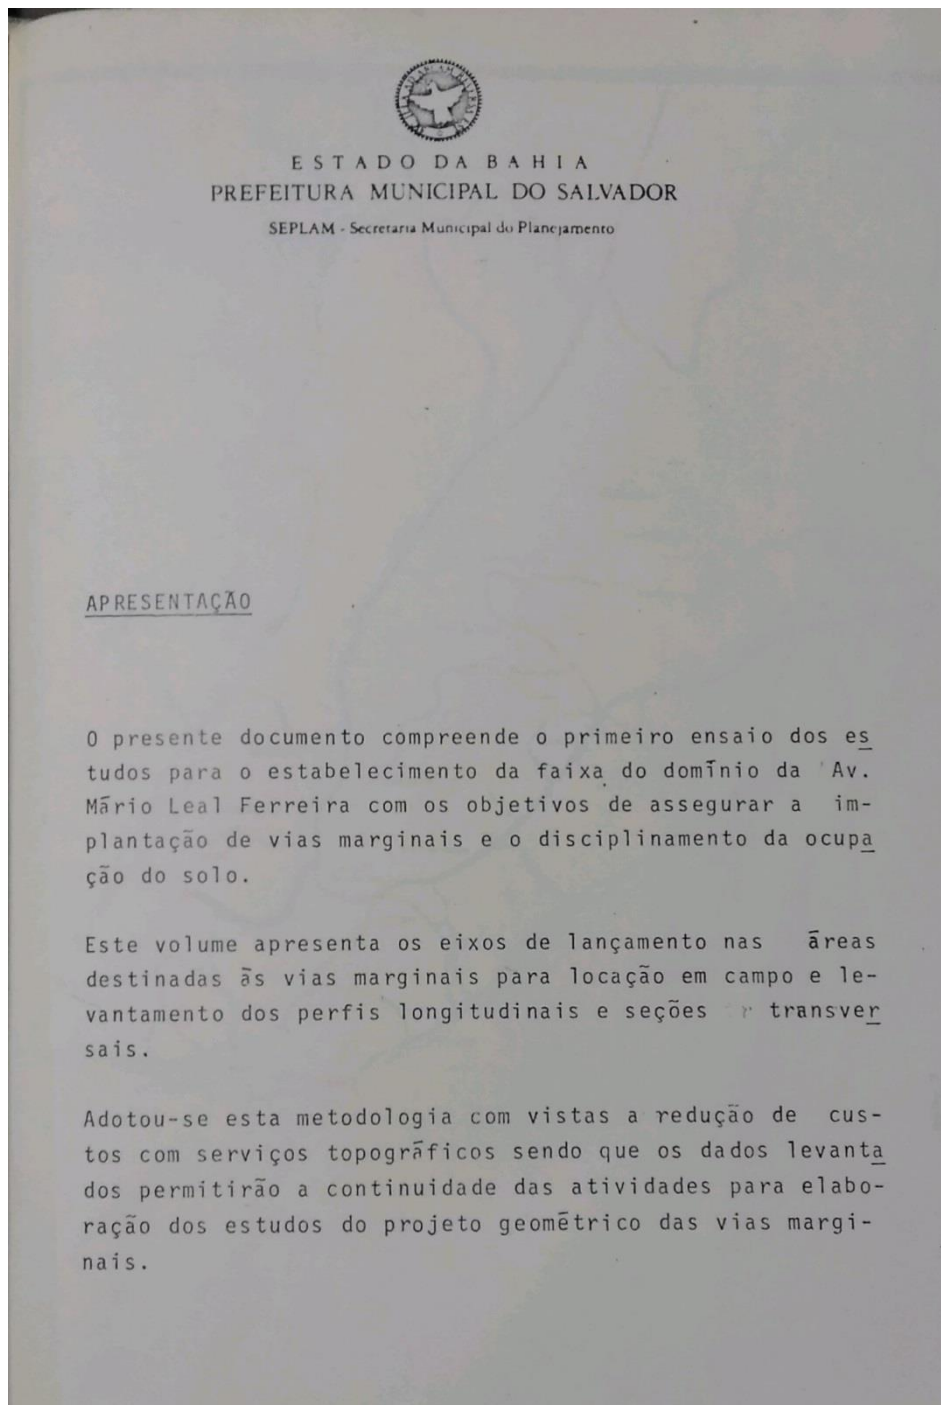 ESTADO DA BAHIA
PREFEITURA MUNICIPAL DO SALVADOR
SEPLAM - Secretaria Municipal do Planejamento
APRESENTAÇÃO
O presente documento compreende o primeiro ensaio dos es
tudos para o estabelecimento da faixa do domínio da Av.
Mário Leal Ferreira com os objetivos de assegurar a im-
plantação de vias marginais e o disciplinamento da ocupa
ção do solo.
Este volume apresenta os eixos de lançamento nas áreas
destinadas às vias marginais para locação em campo e le-
vantamento dos perfis longitudinais e seções r transver
sais.
Adotou-se esta metodologia com vistas a redução de cus-
tos com serviços topográficos sendo que os dados levanta
dos permitirão a continuidade das atividades para elabo-
ração dos estudos do projeto geométrico das vias margi-
nais.